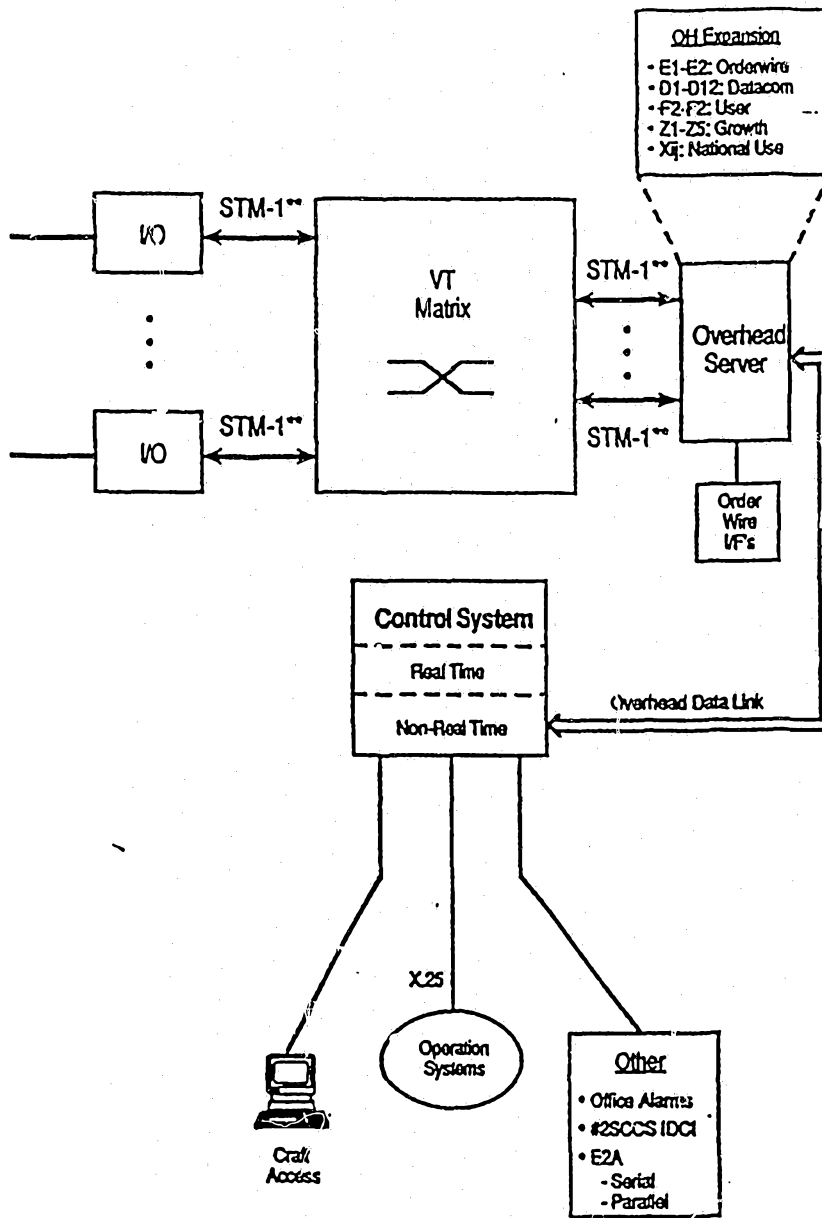 OH Expansion
• E1-E2: Orderwire
• D1-D12: Datacom
• F2-F2: User
• Z1-Z5: Growth
• Xij: National Use
I/O
STM-1**
VT
Matrix
STM-1**
Overhead
Server
I/O
STM-1**
STM-1**
Order
Wire
I/F's
Control System
Real Time
Non-Real Time
Overhead Data Link
X.25
Operation
Systems
Craft
Access
Other
• Office Alarms
• #2SCCS
• E2A
- Serial
- Parallel